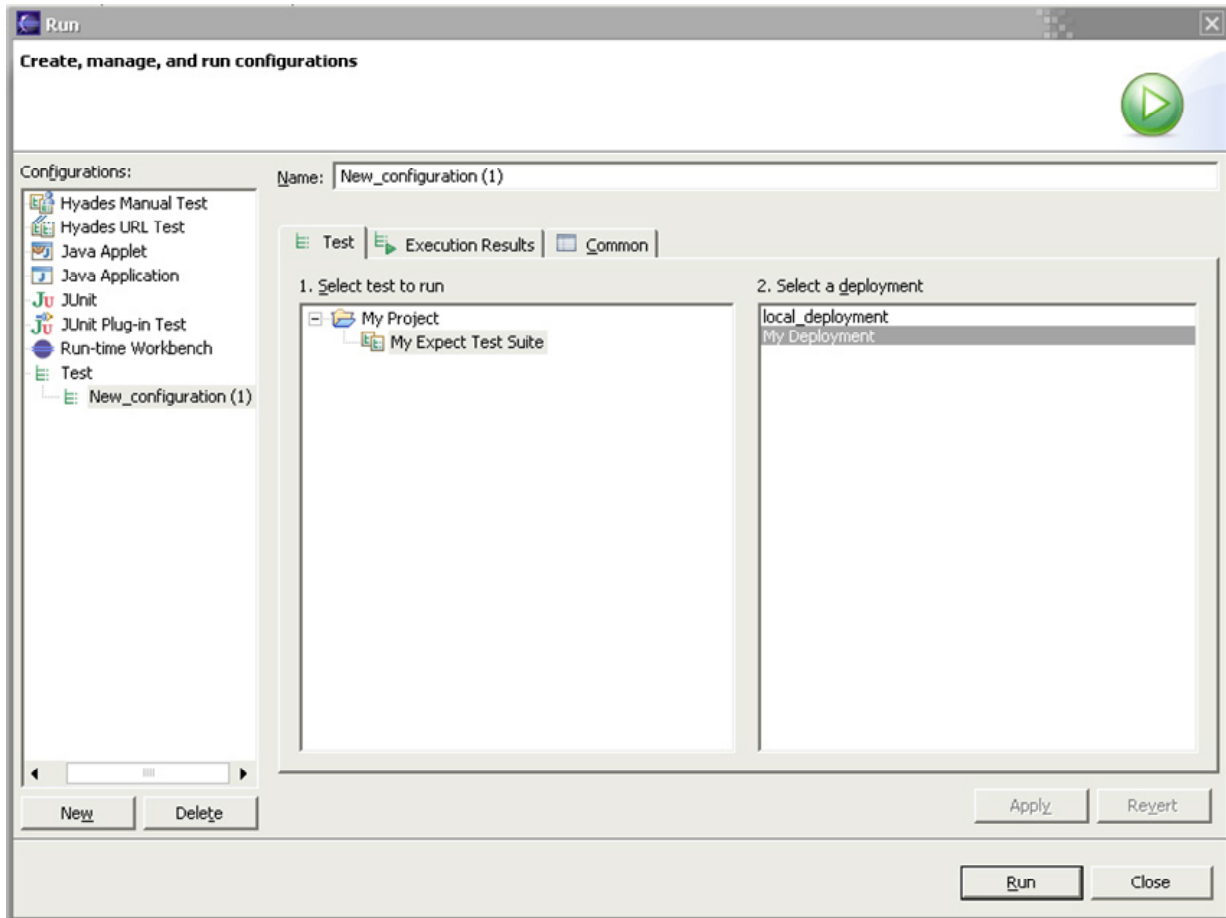 Run
Create, manage, and run configurations
Configurations:
Hyades Manual Test
Hyades URL Test
Java Applet
Java Application
JUnit
JUnit Plug-in Test
Run-time Workbench
Test
New_configuration (1)
New
Delete
Name: New_configuration (1)
Test
Execution Results
Common
1. Select test to run
My Project
My Expect Test Suite
2. Select a deployment
local_deployment
My Deployment
Apply
Revert
Run
Close